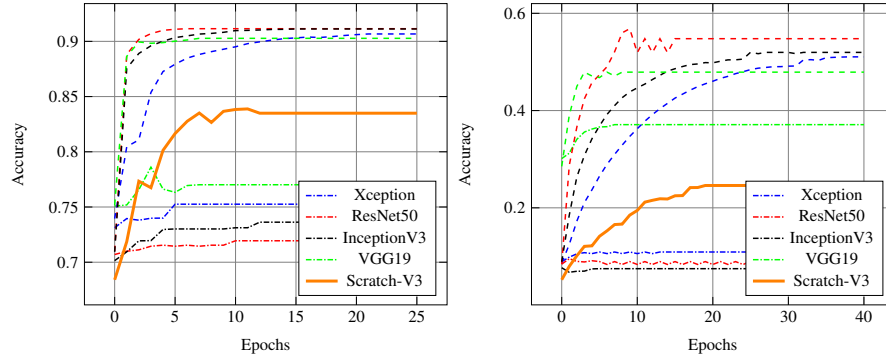 0.9
0.85
0.8
0.75
0.7
Accuracy
0
5
10
15
20
25
Epochs
Xception
ResNet50
InceptionV3
VGG19
Scratch-V3
0.6
0.4
0.2
Accuracy
0
10
20
30
40
Epochs
Xception
ResNet50
InceptionV3
VGG19
Scratch-V3